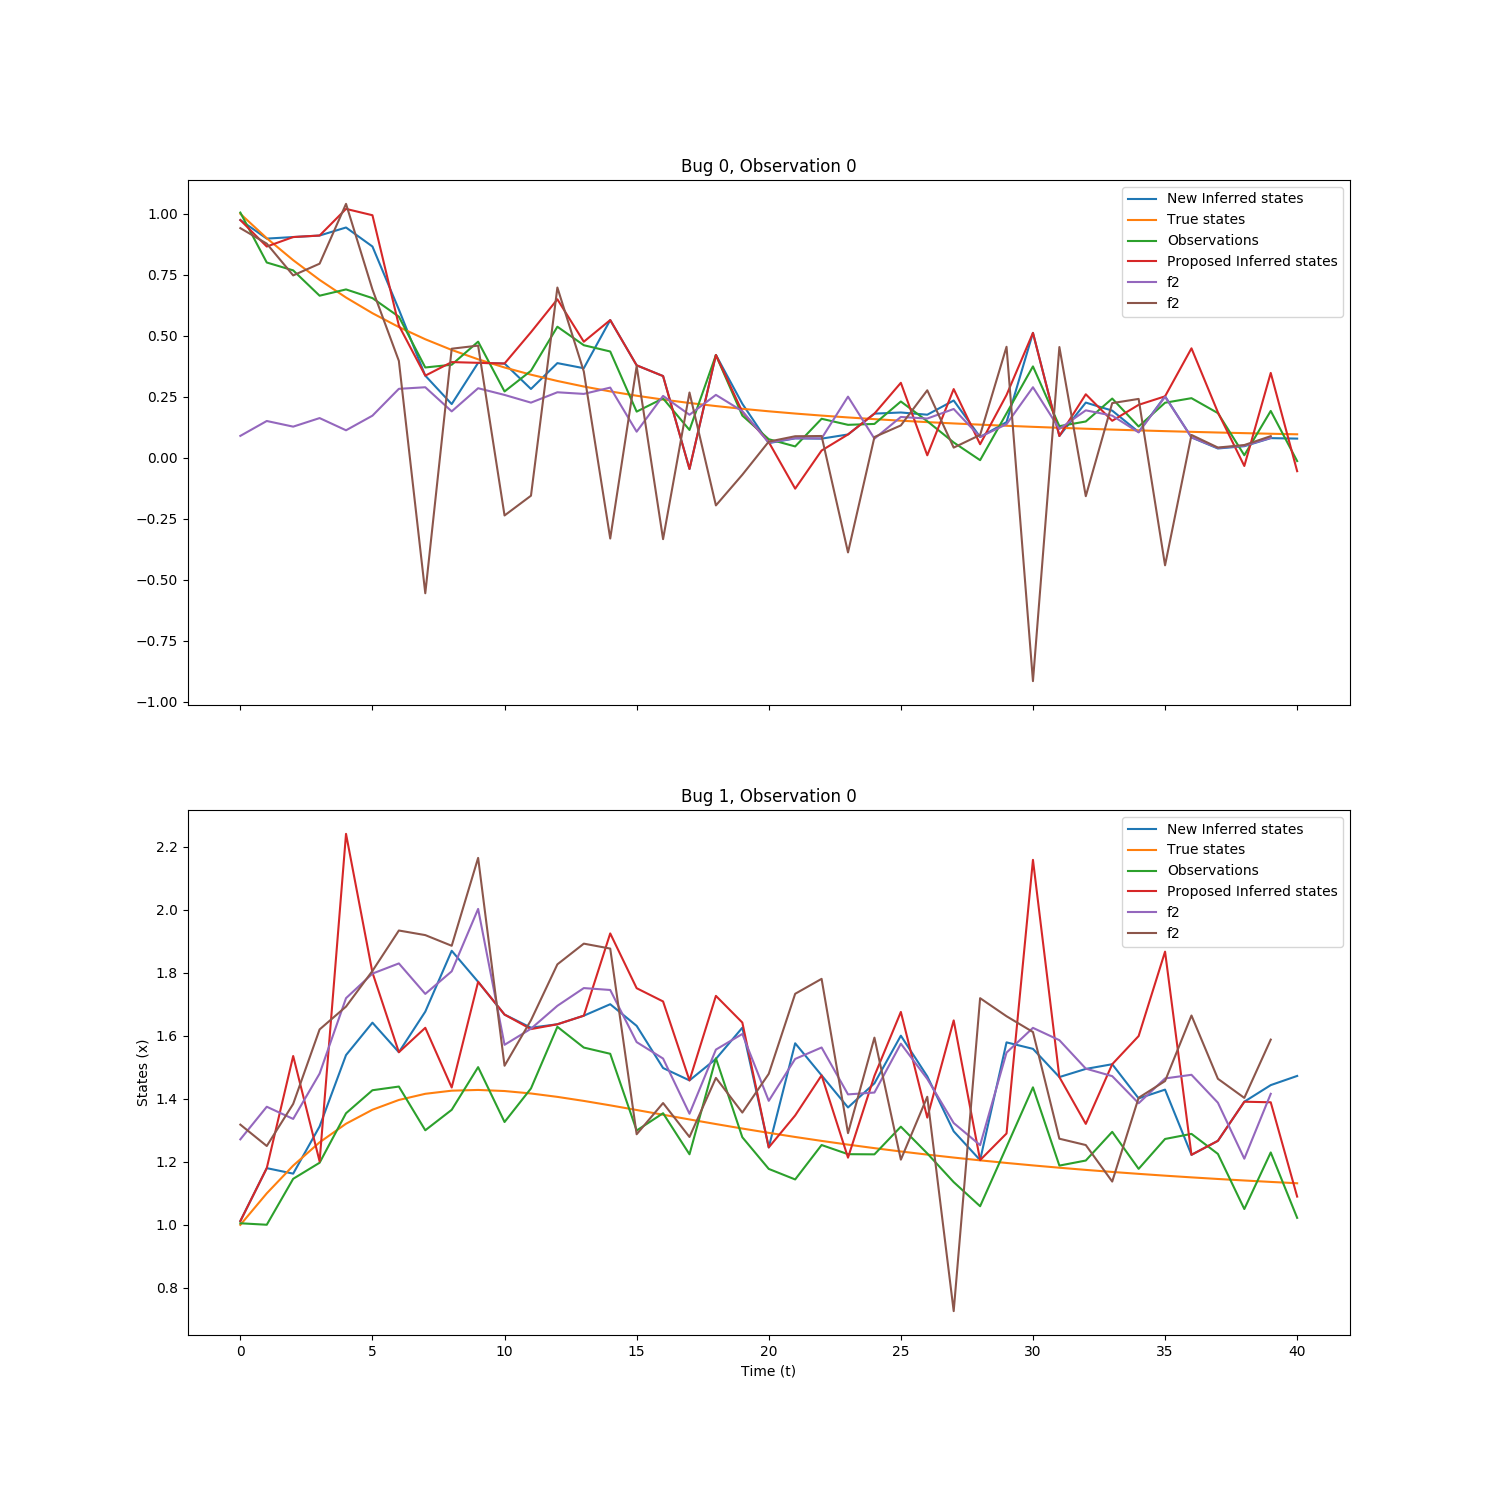 Bug 0, Observation 0
New Inferred states
True states
Observations
Proposed Inferred states
f2
f2
1.00
0.75
0.50
0.25
0.00
−0.25
−0.50
−0.75
−1.00
Bug 1, Observation 0
New Inferred states
True states
Observations
Proposed Inferred states
f2
f2
2.2
2.0
1.8
1.6
1.4
1.2
1.0
0.8
States (x)
0 5 10 15 20 25 30 35 40
Time (t)